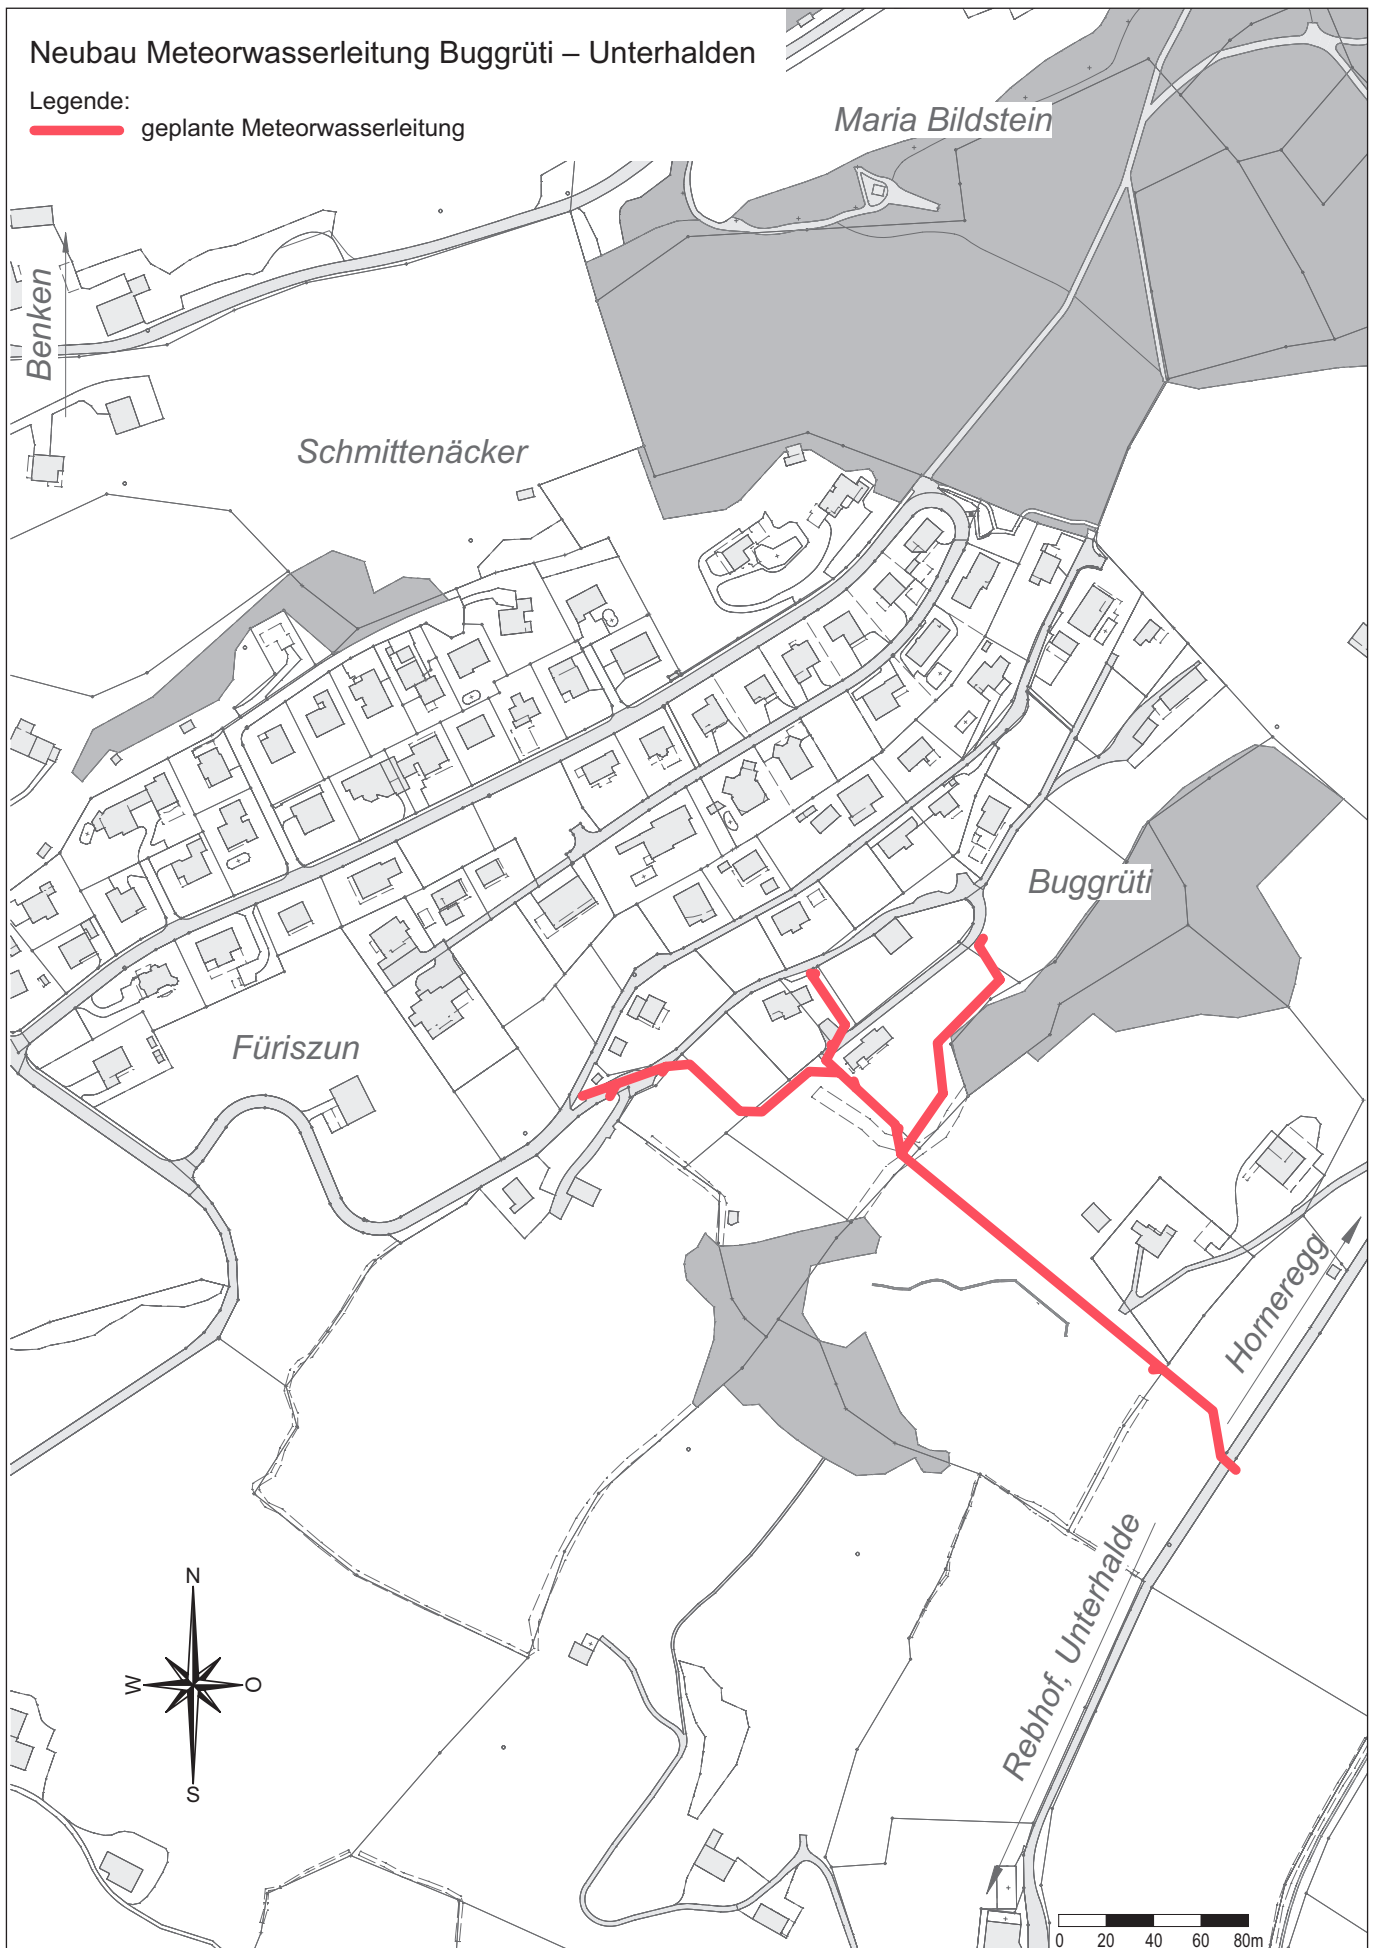 Neubau Meteorwasserleitung Buggrüti – Unterhalden
Legende:
geplante Meteorwasserleitung
Maria Bildstein
Benken
Schmittenäcker
Buggrüti
Füriszun
Horneregg
Rebhof, Unterhalde
N
W
O
S
0 20 40 60 80m